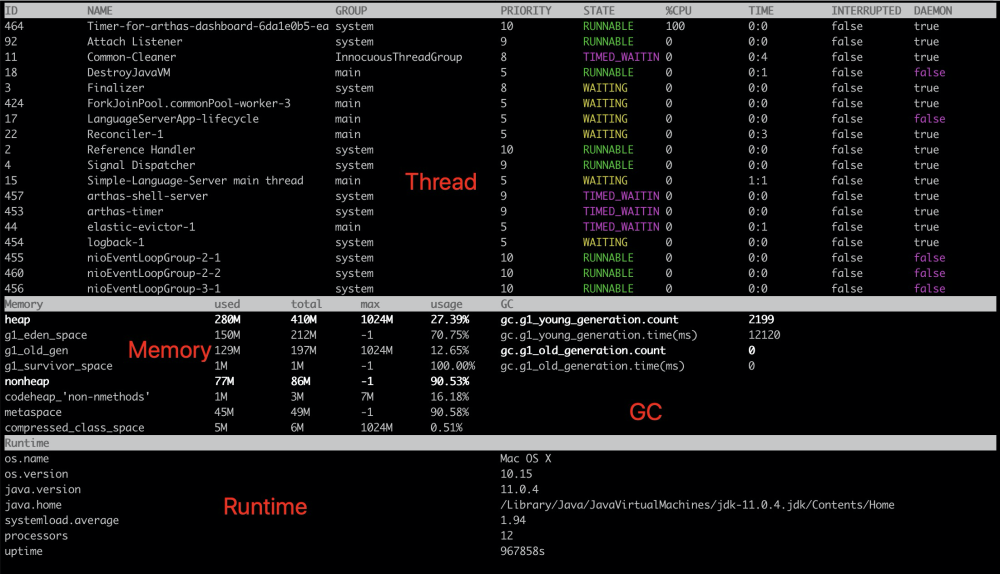 ID NAME GROUP PRIORITY STATE %CPU TIME INTERRUPTED DAEMON
464 Timer-for-arthas-dashboard-6da1e0b5-ea system 10 RUNNABLE 100 0:0 false true
92 Attach Listener system 9 RUNNABLE 0 0:0 false true
11 Common-Cleaner InnocuousThreadGroup 8 TIMED_WAITIN 0 0:4 false true
18 DestroyJavaVM main 5 RUNNABLE 0 0:1 false false
3 Finalizer system 8 WAITING 0 0:0 false true
424 ForkJoinPool.commonPool-worker-3 main 5 WAITING 0 0:0 false true
17 LanguageServerApp-lifecycle main 5 WAITING 0 0:0 false false
22 Reconciler-1 main 5 WAITING 0 0:3 false true
2 Reference Handler system 10 RUNNABLE 0 0:0 false true
4 Signal Dispatcher system 9 RUNNABLE 0 0:0 false true
15 Simple-Language-Server main thread main 5 WAITING 0 1:1 false true
Thread
457 arthas-shell-server system 9 TIMED_WAITIN 0 0:0 false true
453 arthas-timer system 9 TIMED_WAITIN 0 0:0 false true
44 elastic-evictor-1 main 5 TIMED_WAITIN 0 0:1 false true
454 logback-1 system 5 WAITING 0 0:0 false true
455 nioEventLoopGroup-2-1 system 10 RUNNABLE 0 0:0 false false
460 nioEventLoopGroup-2-2 system 10 RUNNABLE 0 0:0 false false
456 nioEventLoopGroup-3-1 system 10 RUNNABLE 0 0:0 false false
Memory used total max usage GC
heap 280M 410M 1024M 27.39% gc.g1_young_generation.count 2199
g1_eden_space 150M 212M -1 70.75% gc.g1_young_generation.time(ms) 12120
g1_old_gen 129M 197M 1024M 12.65% gc.g1_old_generation.count 0
Memory
g1_survivor_space 1M 1M -1 100.00% gc.g1_old_generation.time(ms) 0
nonheap 77M 86M -1 90.53%
codeheap_'non-nmethods' 1M 3M 7M 16.18%
metaspace 45M 49M -1 90.58%
GC
compressed_class_space 5M 6M 1024M 0.51%
Runtime
os.name Mac OS X
os.version 10.15
java.version 11.0.4
java.home /Library/Java/JavaVirtualMachines/jdk-11.0.4.jdk/Contents/Home
Runtime
systemload.average 1.94
processors 12
uptime 967858s